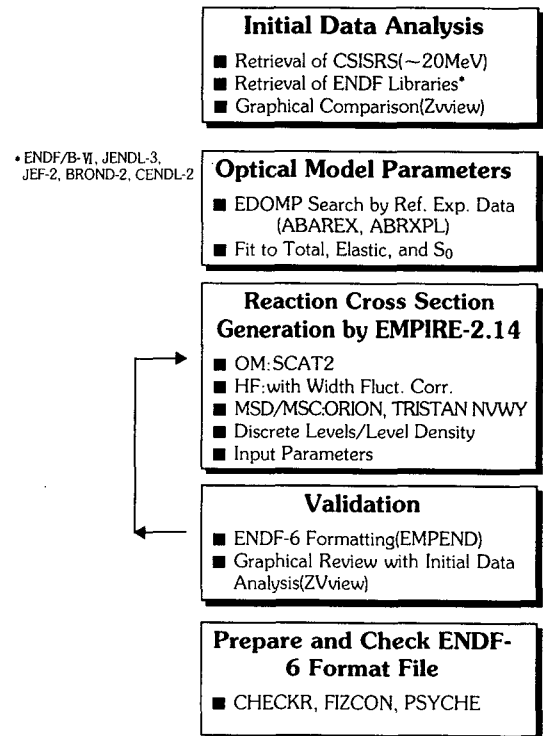 Initial Data Analysis
■ Retrieval of CSISRS(~20MeV)
■ Retrieval of ENDF Libraries*
■ Graphical Comparison(Zvview)
• ENDF/B-VI, JENDL-3,
JEF-2, BROND-2, CENDL-2
Optical Model Parameters
■ EDOMP Search by Ref. Exp. Data
(ABAREX, ABRXPL)
■ Fit to Total, Elastic, and S0
Reaction Cross Section
Generation by EMPIRE-2.14
■ OM:SCAT2
■ HF:with Width Fluct. Corr.
■ MSD/MSC:ORION, TRISTAN NVWY
■ Discrete Levels/Level Density
■ Input Parameters
Validation
■ ENDF-6 Formatting(EMPEND)
■ Graphical Review with Initial Data
Analysis(ZVview)
Prepare and Check ENDF-
6 Format File
■ CHECKR, FIZCON, PSYCHE